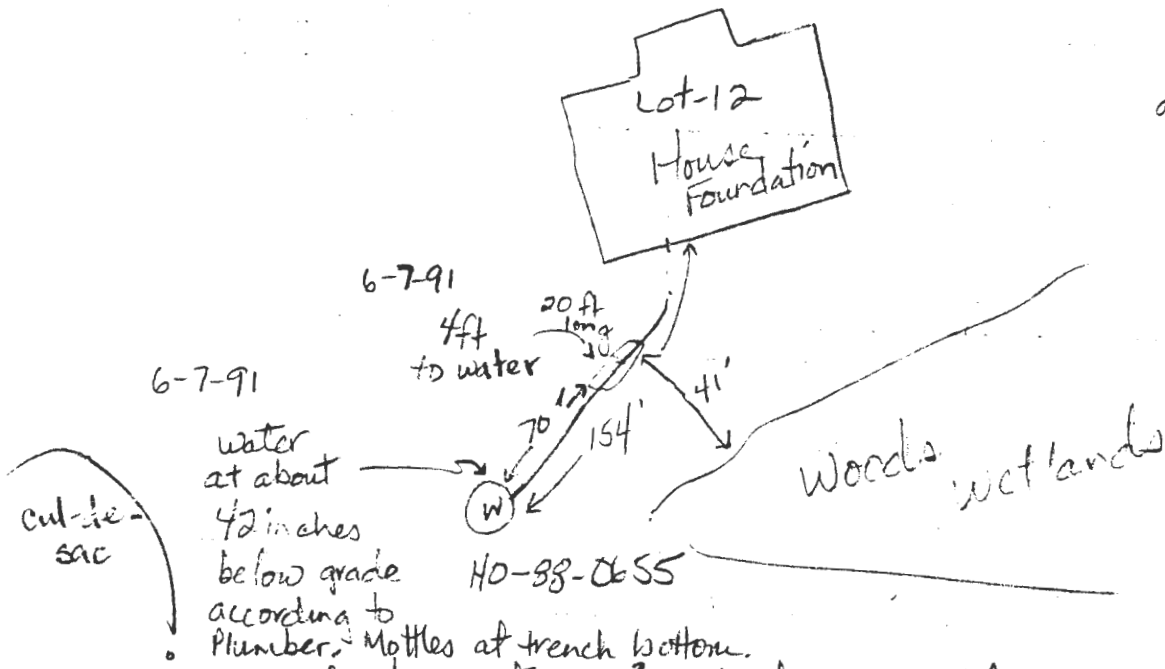 Lot-12
House
Foundation
6-7-91
20 ft
long
4ft
to water
6-7-91
41'
70'
154'
water
at about
42 inches
below grade
according to
Plumber. Mottles at trench bottom.
W
HO-88-0655
cul-de-
sac
Woods
wetlands